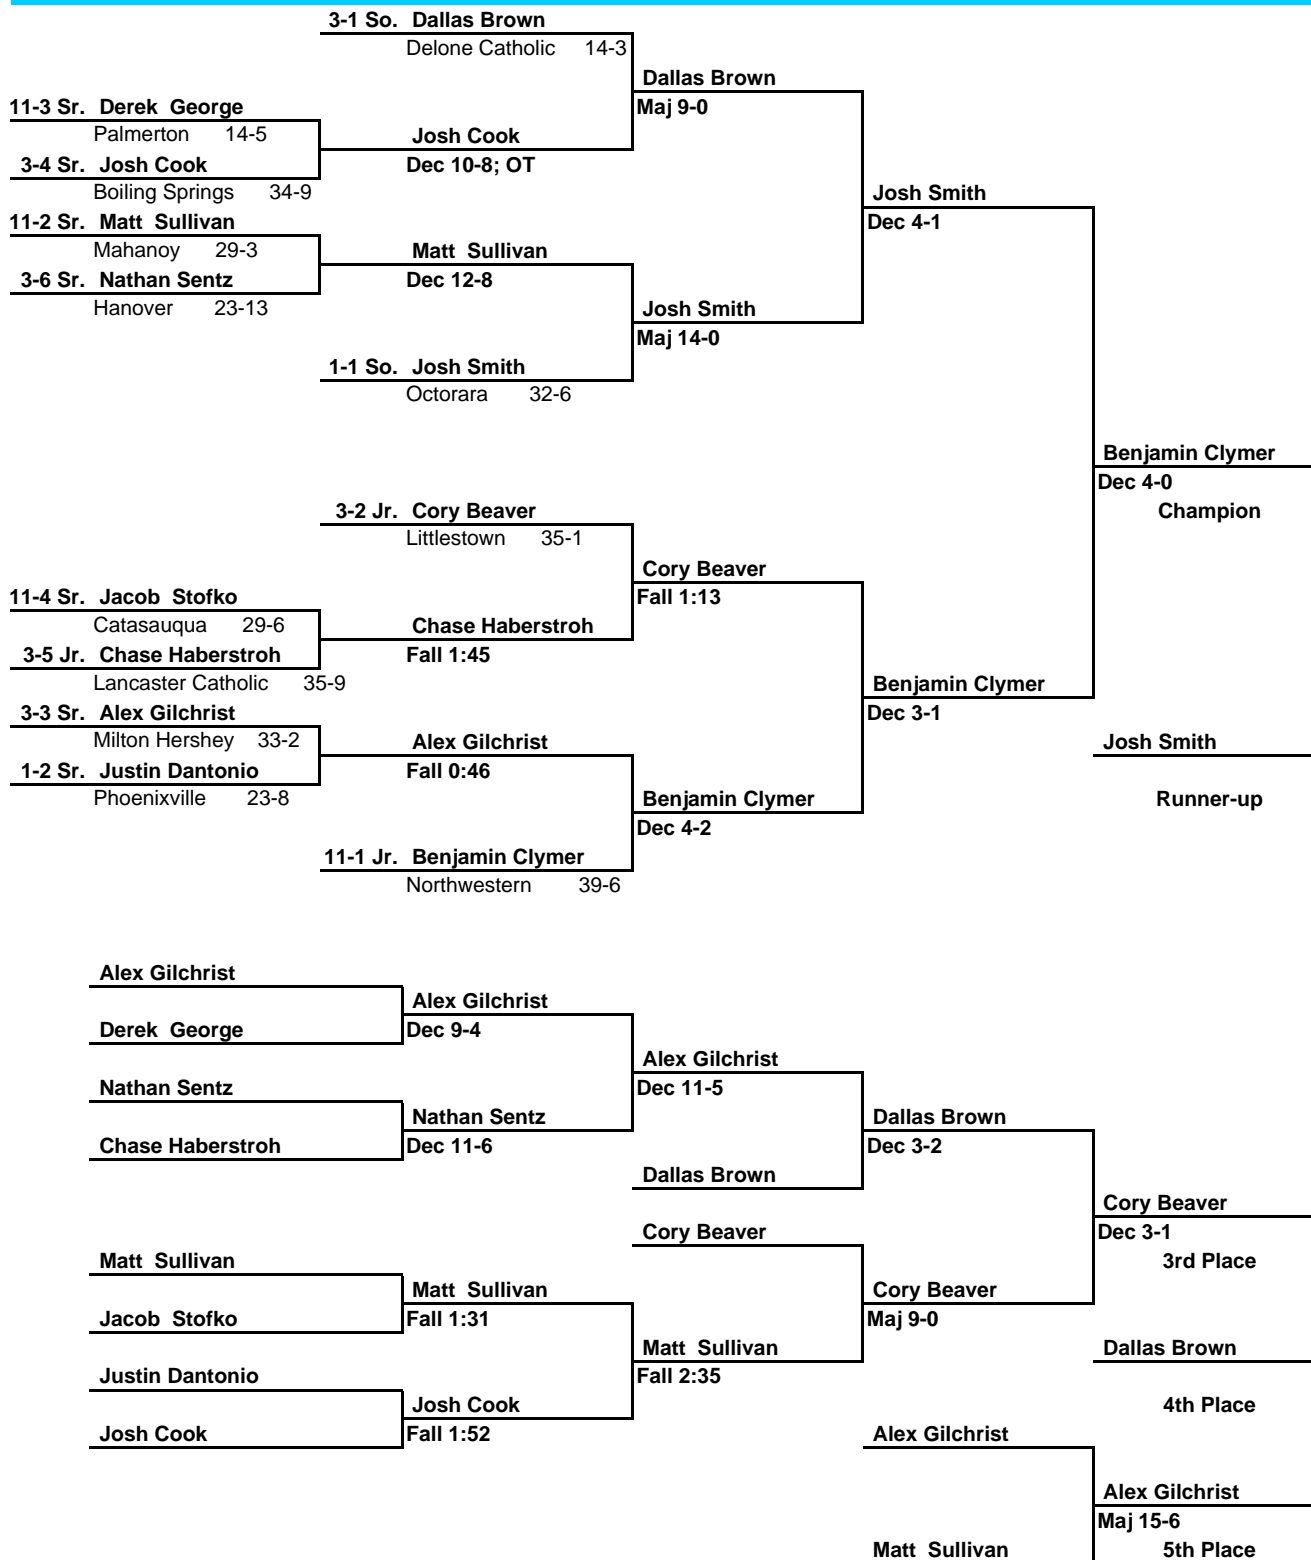 3-1 So. Dallas Brown
Delone Catholic 14-3
Dallas Brown
11-3 Sr. Derek George
Maj 9-0
Palmerton 14-5
Josh Cook
3-4 Sr. Josh Cook
Dec 10-8; OT
Boiling Springs 34-9
Josh Smith
11-2 Sr. Matt Sullivan
Dec 4-1
Mahanoy 29-3
Matt Sullivan
3-6 Sr. Nathan Sentz
Dec 12-8
Hanover 23-13
Josh Smith
Maj 14-0
1-1 So. Josh Smith
Octorara 32-6
Benjamin Clymer
Dec 4-0
3-2 Jr. Cory Beaver
Champion
Littlestown 35-1
Cory Beaver
11-4 Sr. Jacob Stofko
Fall 1:13
Catasauqua 29-6
Chase Haberstroh
3-5 Jr. Chase Haberstroh
Fall 1:45
Lancaster Catholic 35-9
Benjamin Clymer
3-3 Sr. Alex Gilchrist
Dec 3-1
Milton Hershey 33-2
Alex Gilchrist
Josh Smith
1-2 Sr. Justin Dantonio
Fall 0:46
Phoenixville 23-8
Benjamin Clymer
Runner-up
Dec 4-2
11-1 Jr. Benjamin Clymer
Northwestern 39-6
Alex Gilchrist
Alex Gilchrist
Derek George
Dec 9-4
Alex Gilchrist
Nathan Sentz
Dec 11-5
Nathan Sentz
Dallas Brown
Chase Haberstroh
Dec 11-6
Dec 3-2
Dallas Brown
Cory Beaver
Cory Beaver
Dec 3-1
Matt Sullivan
3rd Place
Matt Sullivan
Cory Beaver
Jacob Stofko
Fall 1:31
Maj 9-0
Matt Sullivan
Dallas Brown
Justin Dantonio
Fall 2:35
Josh Cook
4th Place
Josh Cook
Fall 1:52
Alex Gilchrist
Alex Gilchrist
Maj 15-6
Matt Sullivan
5th Place